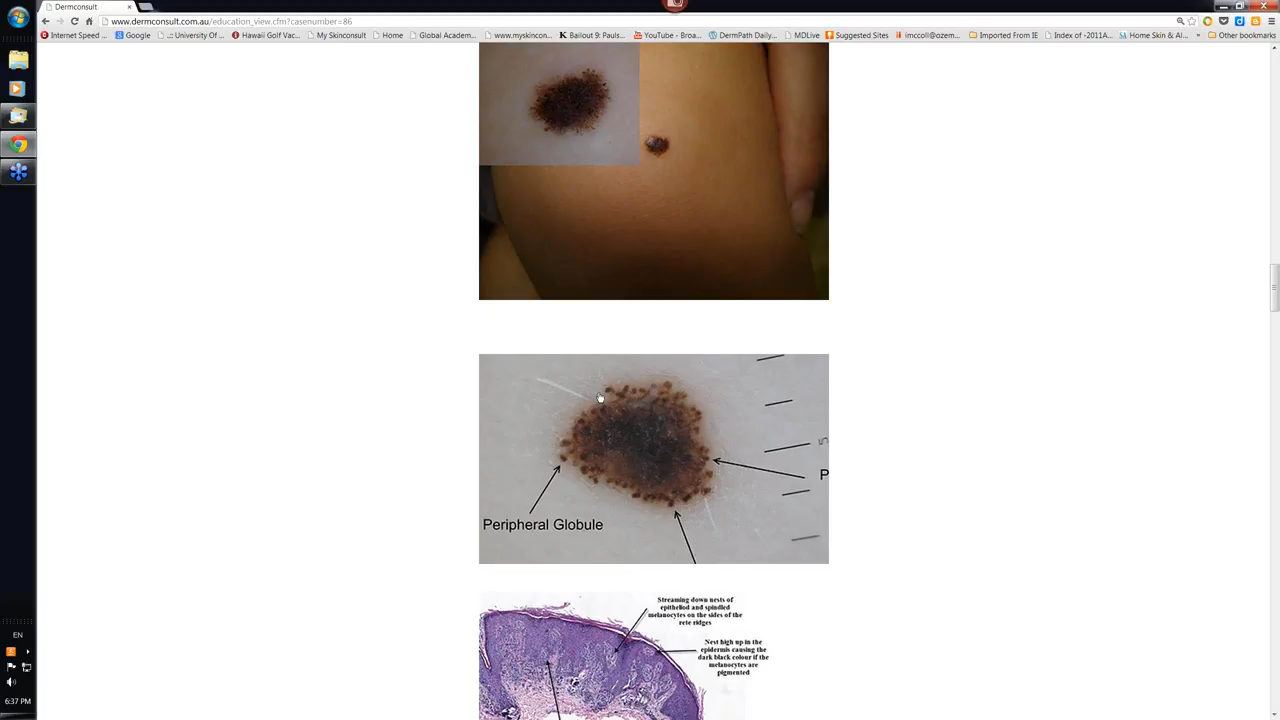 Dermconsult
www.dermconsult.com.au/education_view.cfm?casenumber=86
Internet Speed ... Google .:: University Of ... Hawaii Golf Vac... My Skinconsult Home Global Academ... www.myskincon... Bailout 9: Pauls... YouTube - Broa... DermPath Daily... MDLive Suggested Sites imccoll@ozem... Imported From IE Index of -2011A... Home Skin & Al... » Other bookmarks
5
P
Peripheral Globule
Streaming down nests of
epitheliod and spindled
melanocytes on the sides of the
rete ridges
Nest high up in the
epidermis causing the
dark black colour if the
melanocytes are
pigmented
EN
6:37 PM